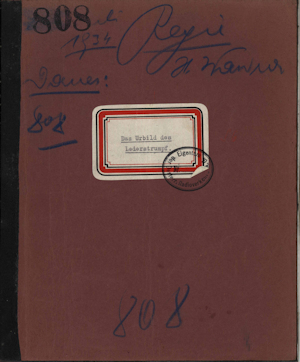 808
1934
Regie
Dauer:
808
Das Urbild des
Lederstrumpf.
808